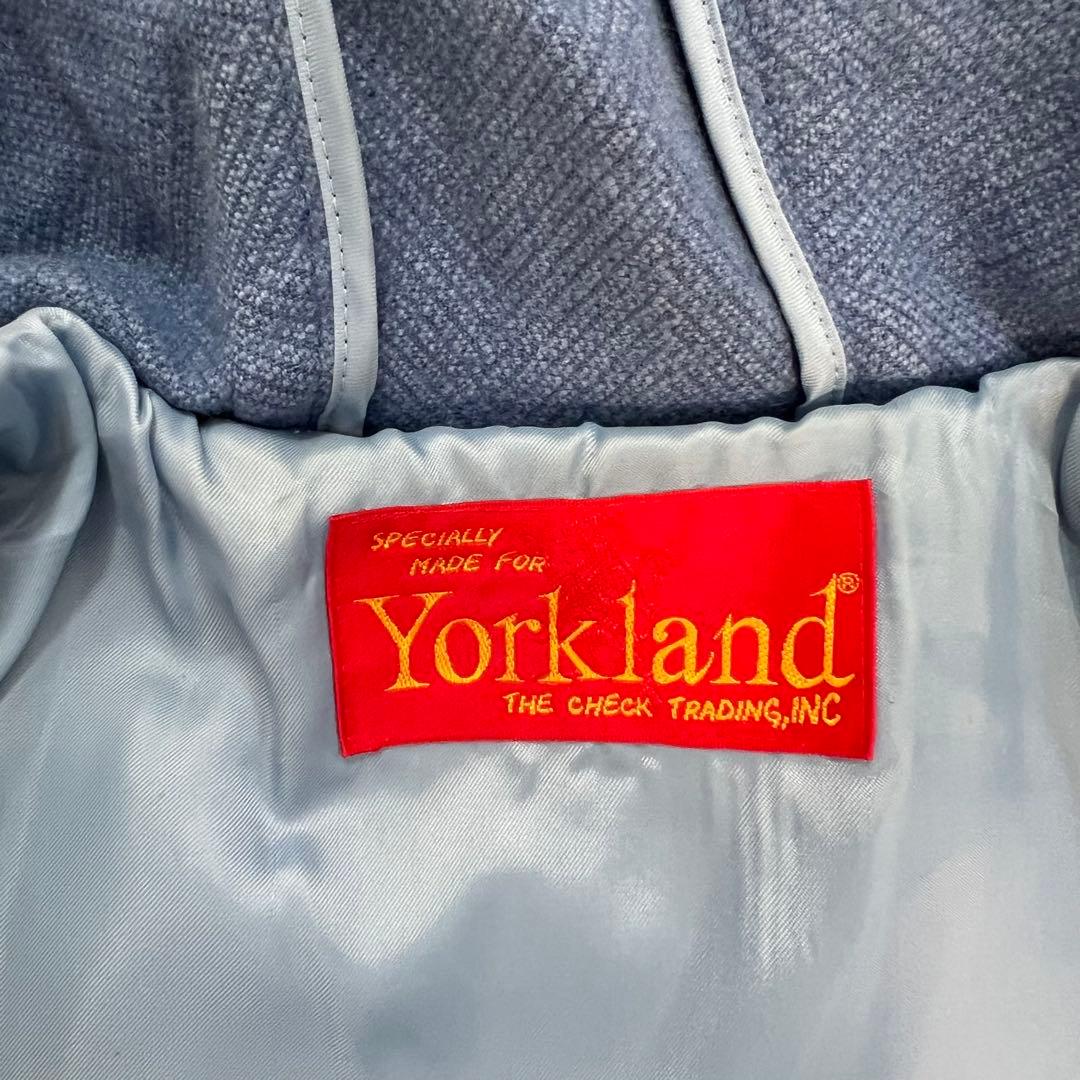 SPECIALLY
MADE FOR
Yorkland®
THE CHECK TRADING,INC